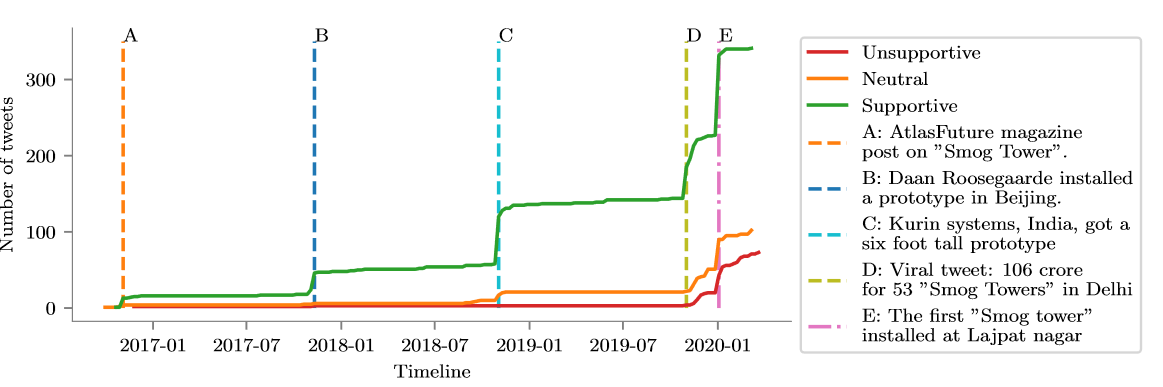 A B C D E
300
200
100
0
Number of tweets
2017-01 2017-07 2018-01 2018-07 2019-01 2019-07 2020-01
Timeline
Unsupportive
Neutral
Supportive
A: AtlasFuture magazine
post on ”Smog Tower”.
B: Daan Roosegaarde installed
a prototype in Beijing.
C: Kurin systems, India, got a
six foot tall prototype
D: Viral tweet: 106 crore
for 53 ”Smog Towers” in Delhi
E: The first ”Smog tower”
installed at Lajpat nagar